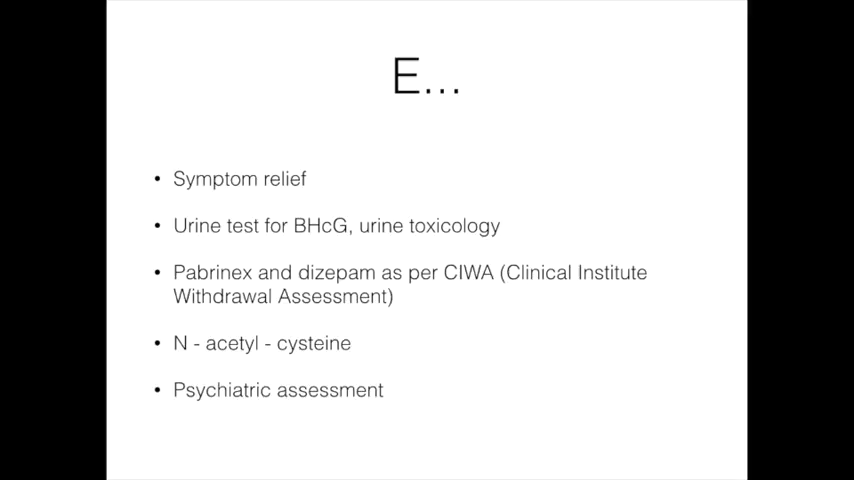 E...
• Symptom relief
• Urine test for BHcG, urine toxicology
• Pabrinex and dizepam as per CIWA (Clinical Institute
Withdrawal Assessment)
• N - acetyl - cysteine
• Psychiatric assessment